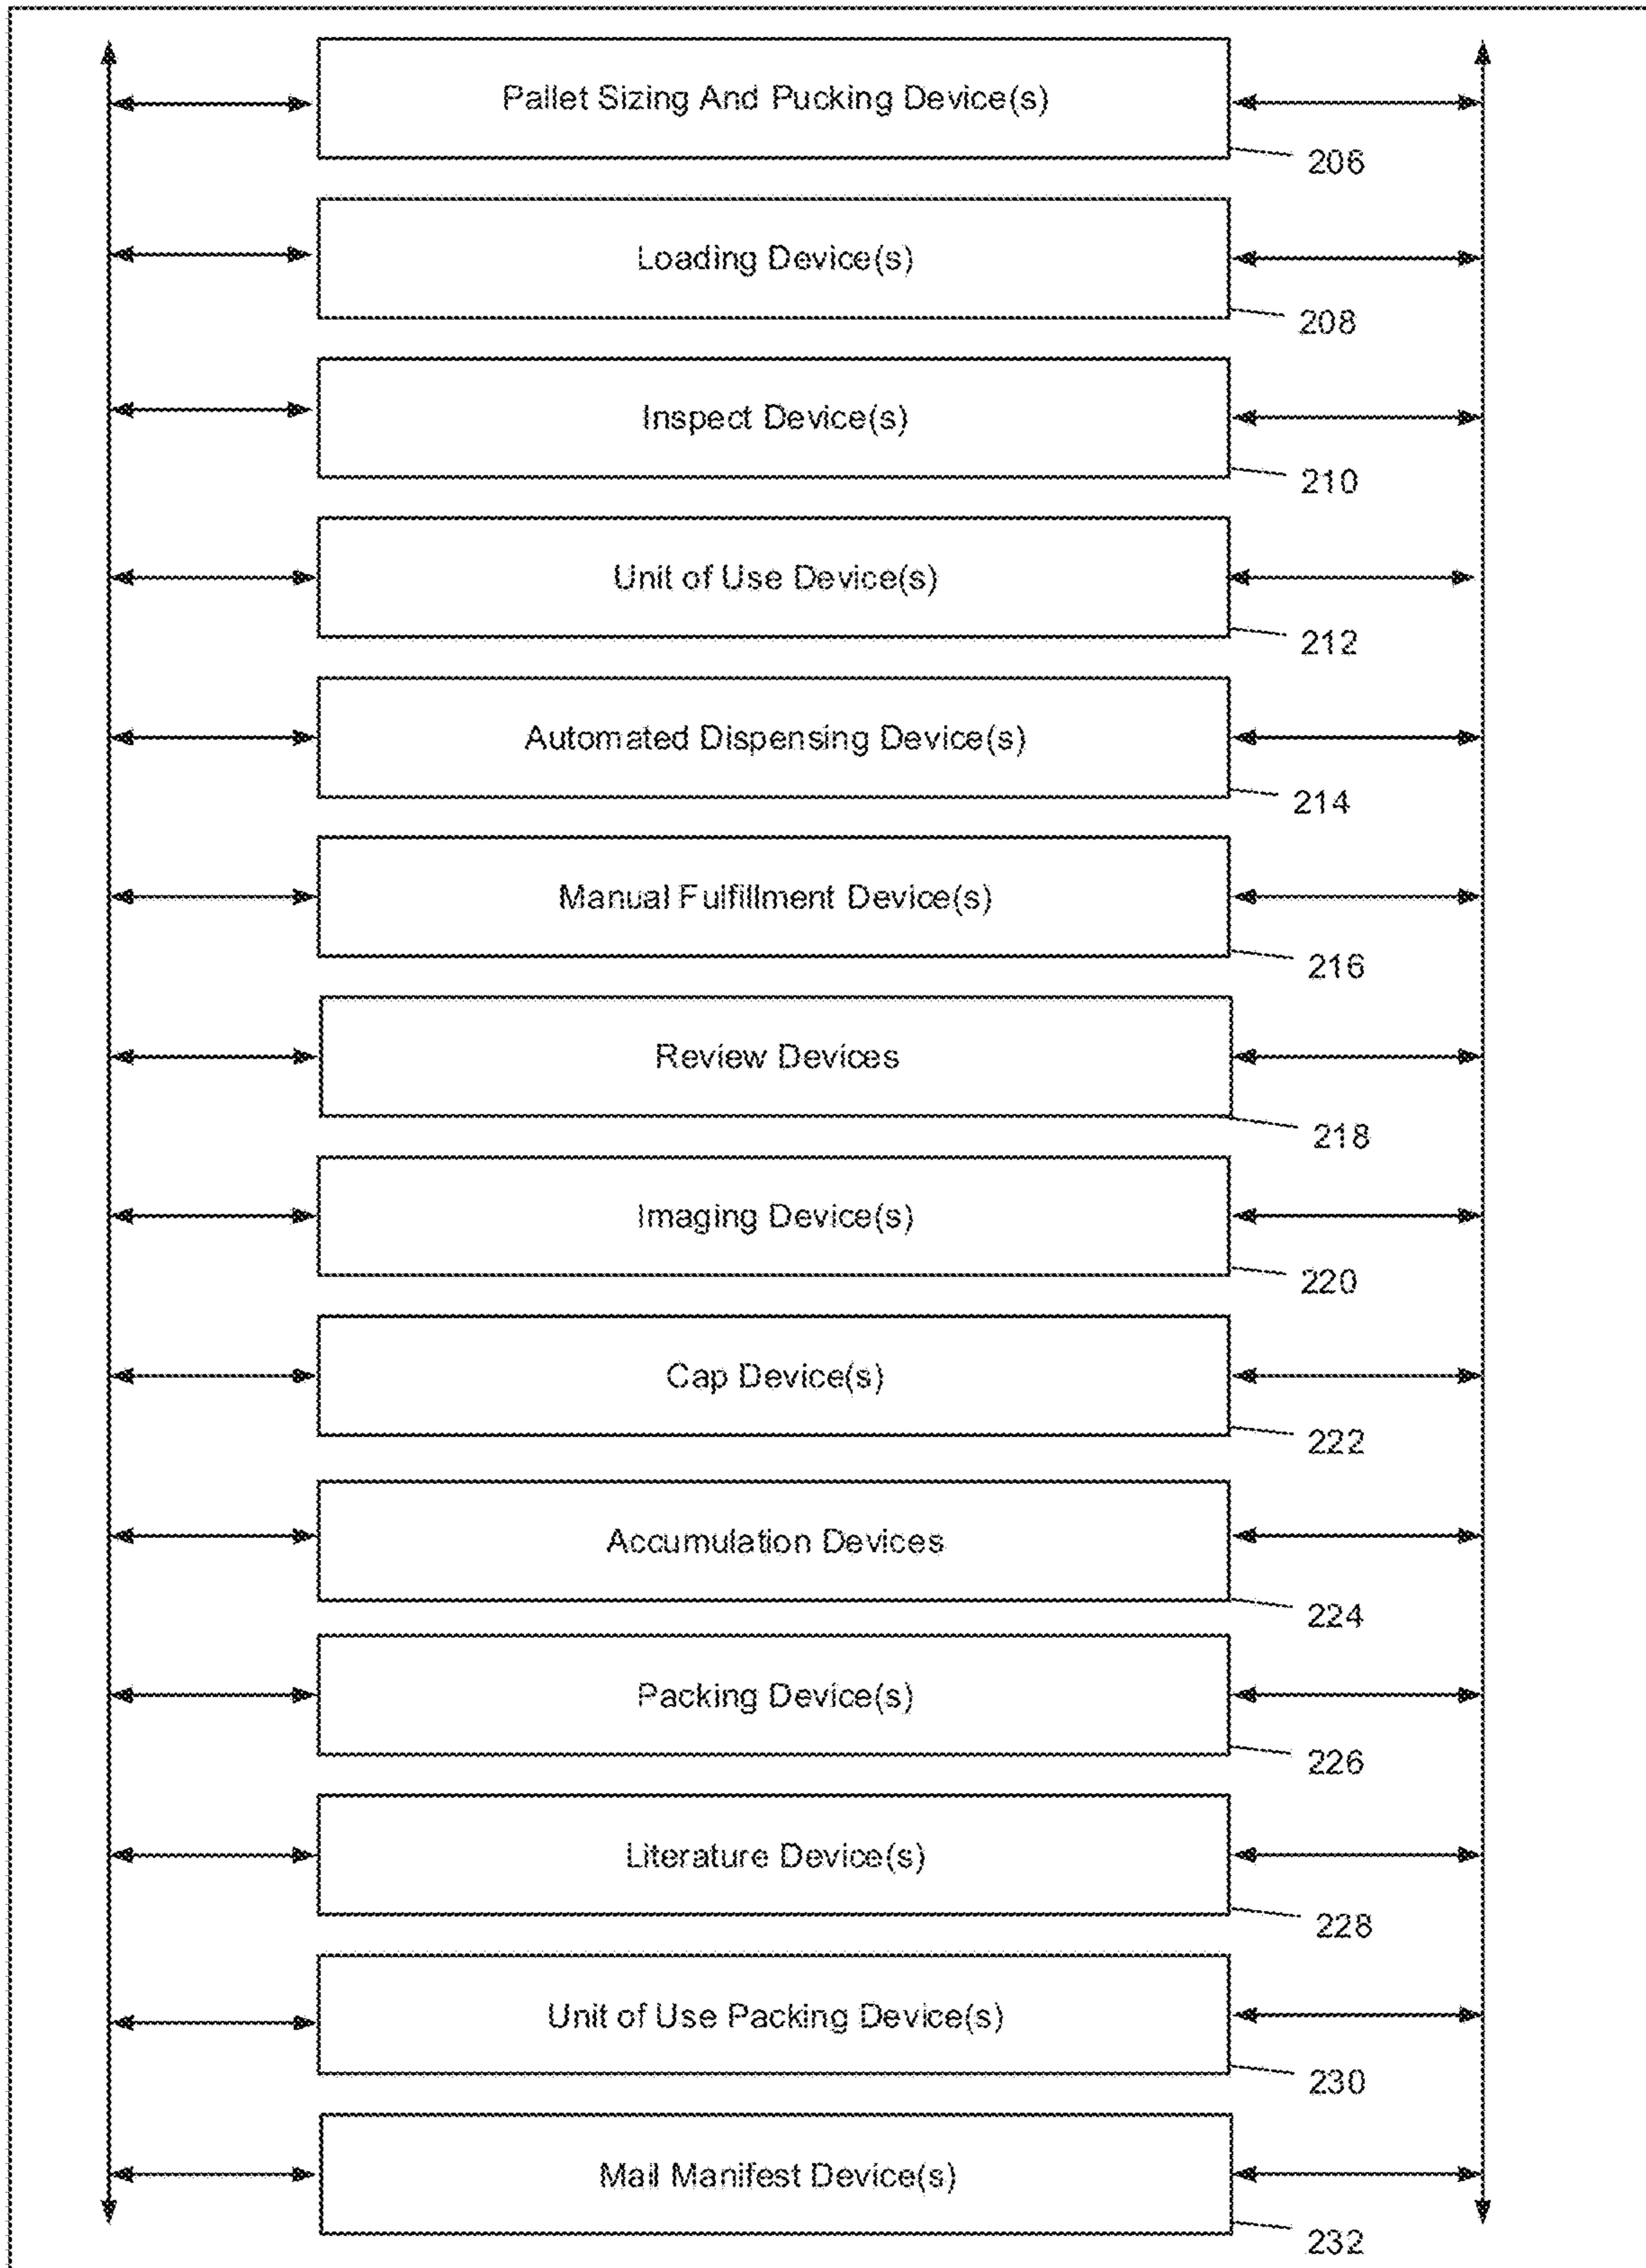 Pallet Sizing And Pucking Device(s)
206
Loading Device(s)
208
Inspect Device(s)
210
Unit of Use Device(s)
212
Automated Dispensing Device(s)
214
Manual Fulfillment Device(s)
216
Review Devices
218
Imaging Device(s)
220
Cap Device(s)
222
Accumulation Devices
224
Packing Device(s)
226
Literature Device(s)
228
Unit of Use Packing Device(s)
230
Mail Manifest Device(s)
232